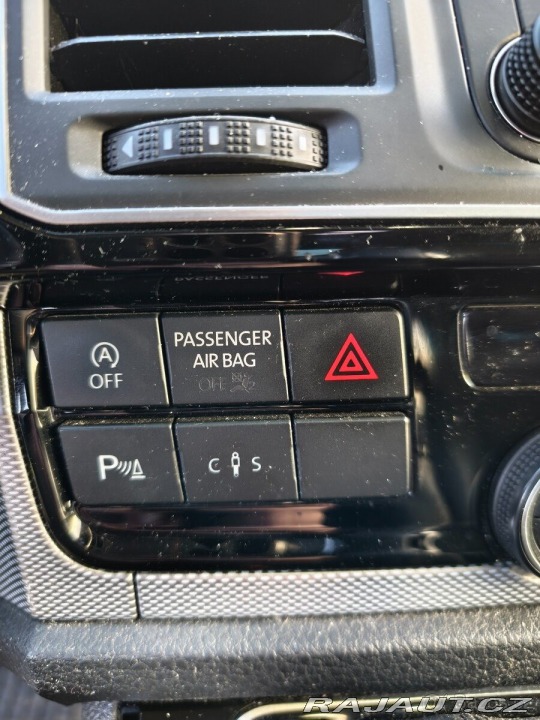 A
OFF
PASSENGER
AIR BAG
OFF
P
C S
RAJAUT.CZ